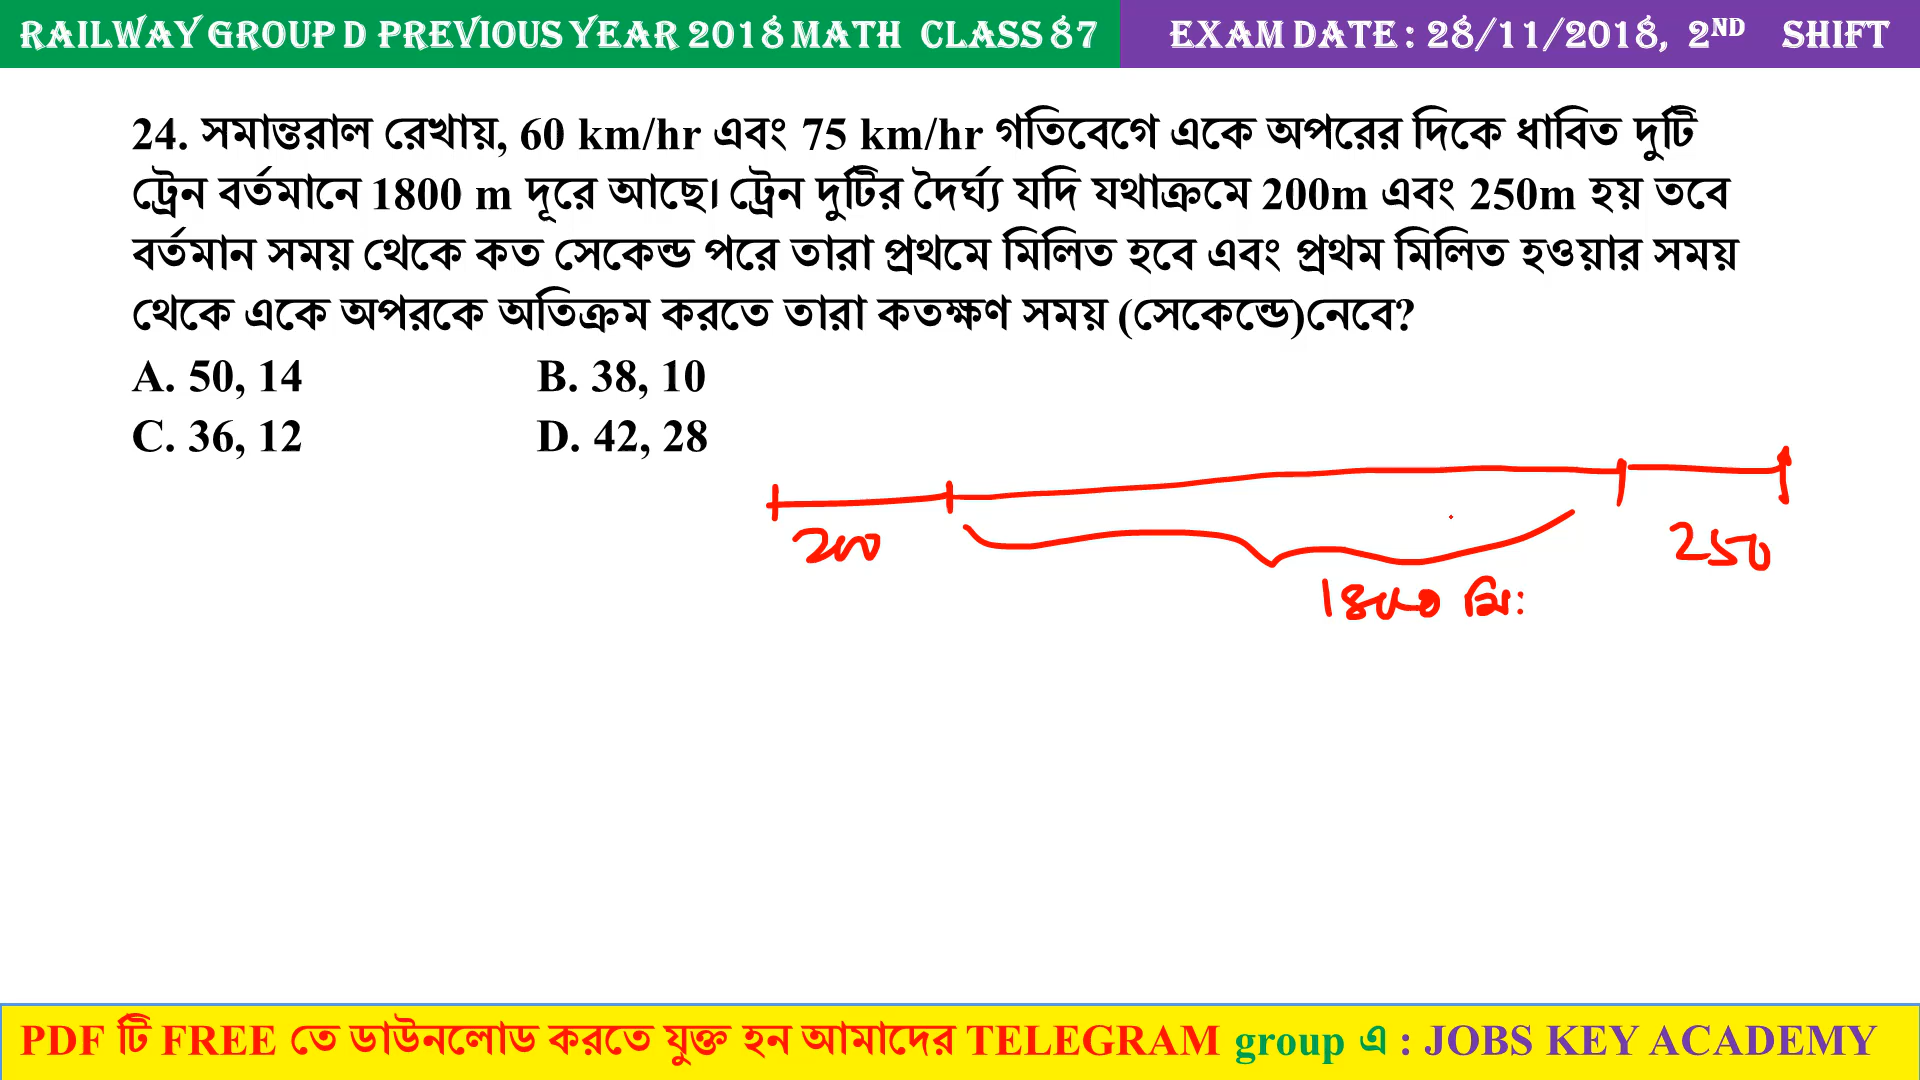 RAILWAY GROUP D PREVIOUS YEAR 2018 MATH CLASS 87 EXAM DATE : 28/11/2018, 2ND SHIFT
24. সমান্তরাল রেখায়, 60 km/hr এবং 75 km/hr গতিবেগে একে অপরের দিকে ধাবিত দুটি
ট্রেন বর্তমানে 1800 m দূরে আছে। ট্রেন দুটির দৈর্ঘ্য যদি যথাক্রমে 200m এবং 250m হয় তবে
বর্তমান সময় থেকে কত সেকেন্ড পরে তারা প্রথমে মিলিত হবে এবং প্রথম মিলিত হওয়ার সময়
থেকে একে অপরকে অতিক্রম করতে তারা কতক্ষণ সময় (সেকেন্ডে)নেবে?
A. 50, 14 B. 38, 10
C. 36, 12 D. 42, 28
200 250
1800 মি:
PDF টি FREE তে ডাউনলোড করতে যুক্ত হন আমাদের TELEGRAM group এ : JOBS KEY ACADEMY